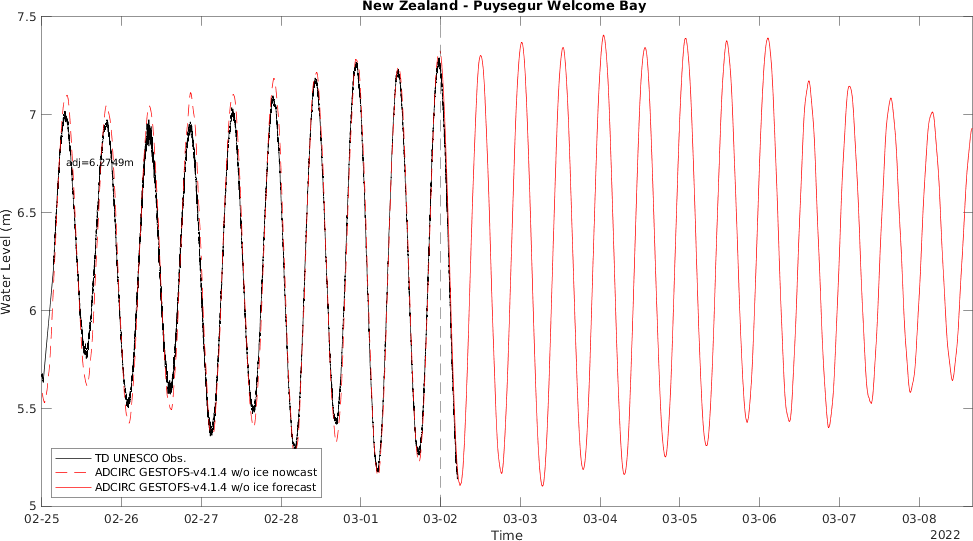 New Zealand - Puysegur Welcome Bay
7.5
7
6.5
6
5.5
5
Water Level (m)
adj=6.2749m
TD UNESCO Obs.
ADCIRC GESTOFS-v4.1.4 w/o ice nowcast
ADCIRC GESTOFS-v4.1.4 w/o ice forecast
02-25 02-26 02-27 02-28 03-01 03-02 03-03 03-04 03-05 03-06 03-07 03-08
Time
2022